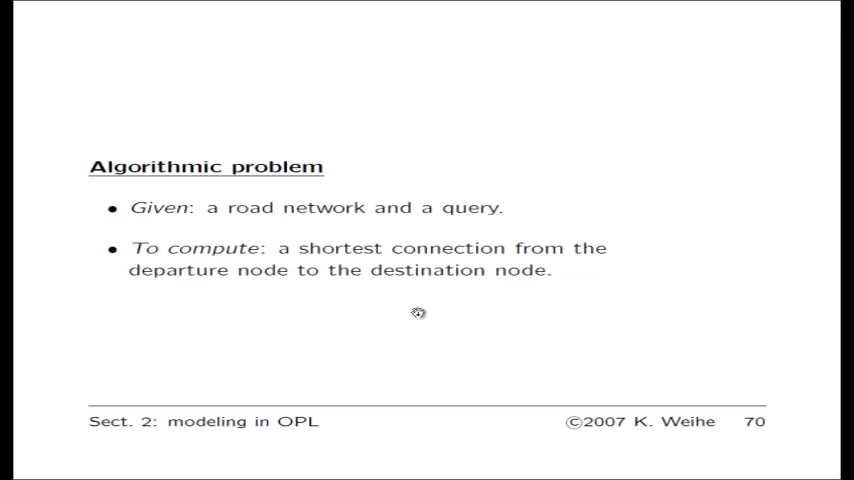 Algorithmic problem
• Given: a road network and a query.
• To compute: a shortest connection from the
departure node to the destination node.
Sect. 2: modeling in OPL ©2007 K. Weihe 70